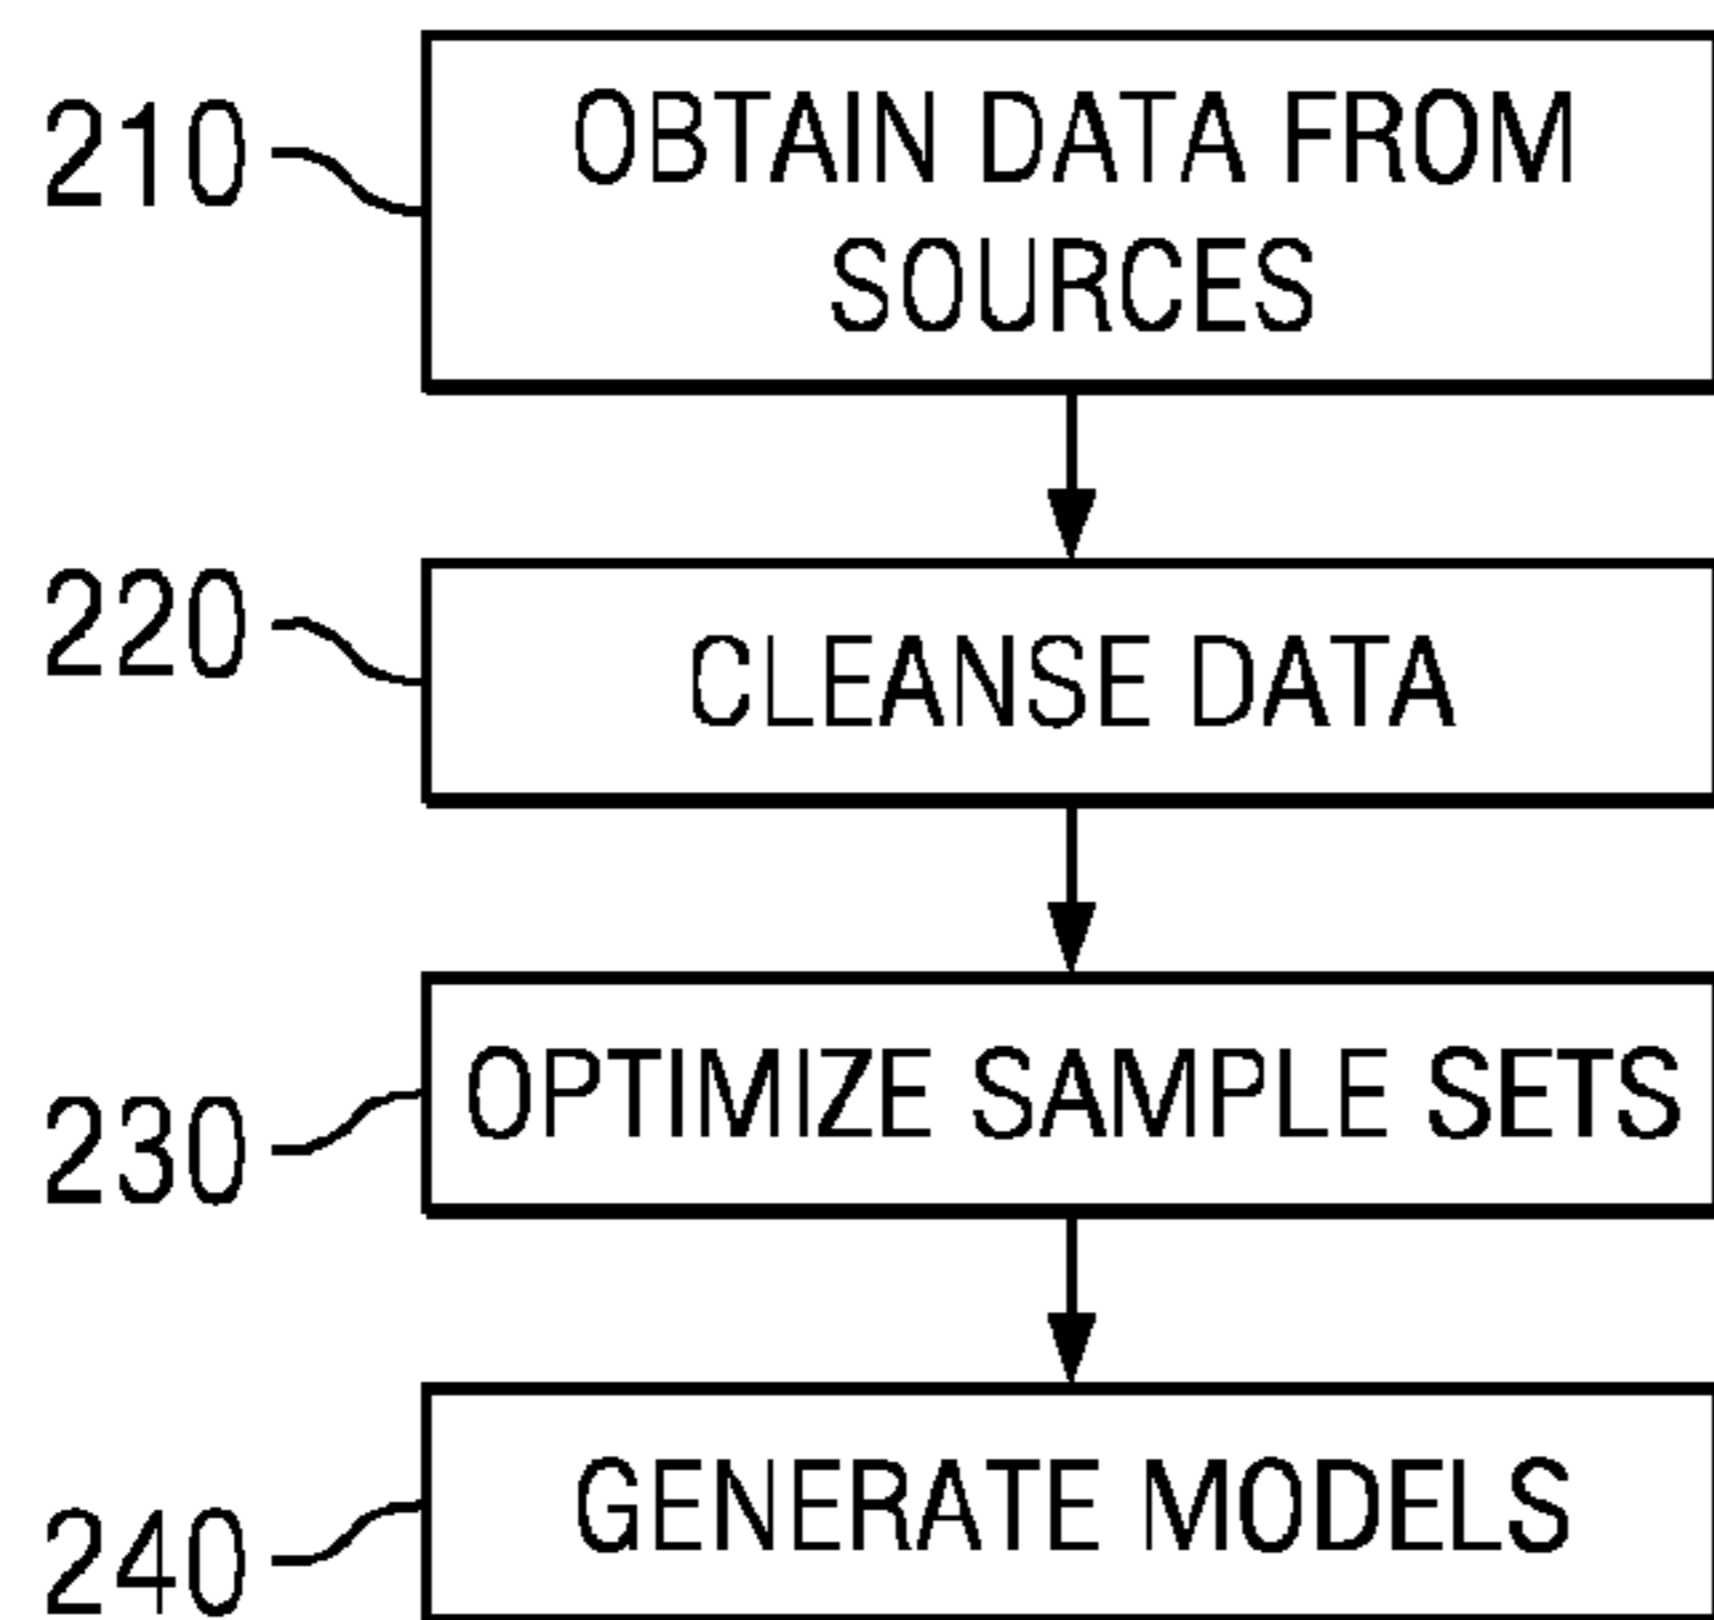 210
OBTAIN DATA FROM
SOURCES
220
CLEANSE DATA
230
OPTIMIZE SAMPLE SETS
240
GENERATE MODELS